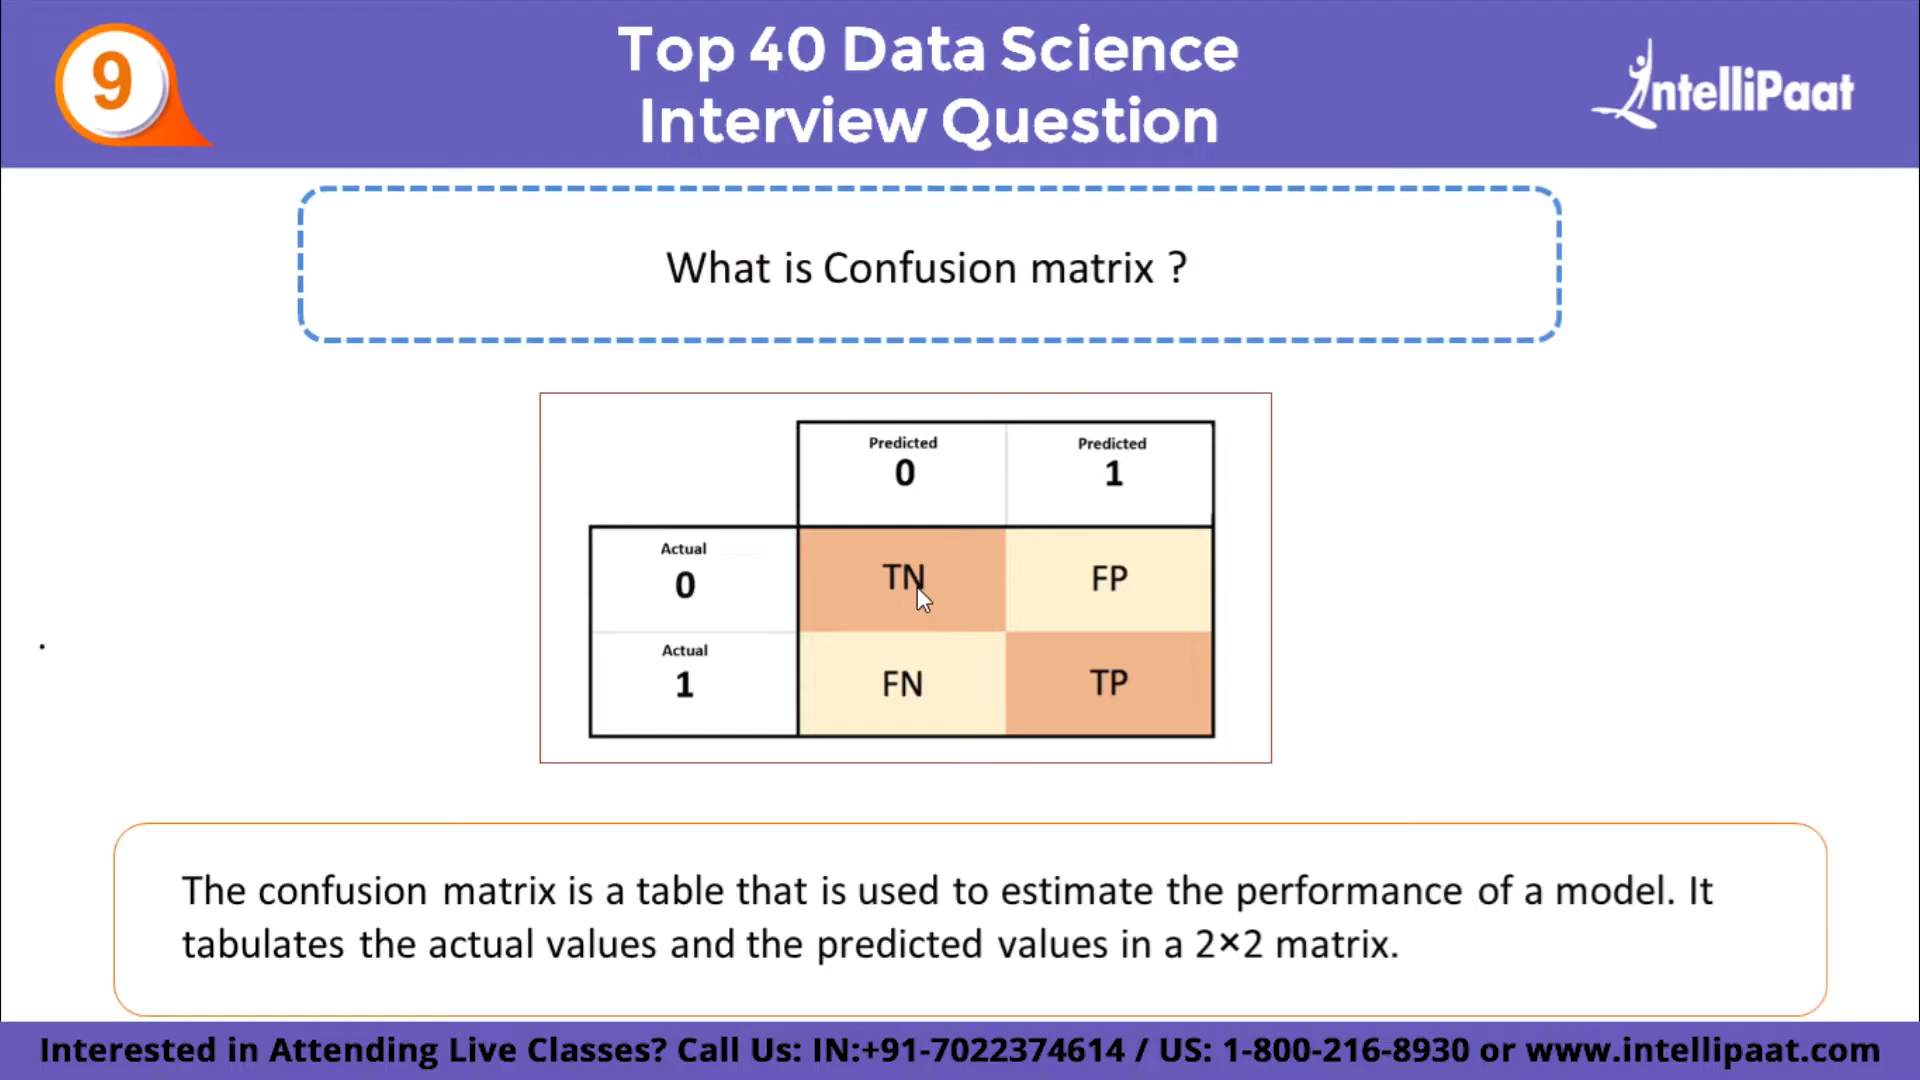 9
Top 40 Data Science
Interview Question
IntelliPaat
What is Confusion matrix ?
Predicted Predicted
0 1
Actual
0 TN FP
Actual
1 FN TP
The confusion matrix is a table that is used to estimate the performance of a model. It
tabulates the actual values and the predicted values in a 2×2 matrix.
Interested in Attending Live Classes? Call Us: IN:+91-7022374614 / US: 1-800-216-8930 or www.intellipaat.com